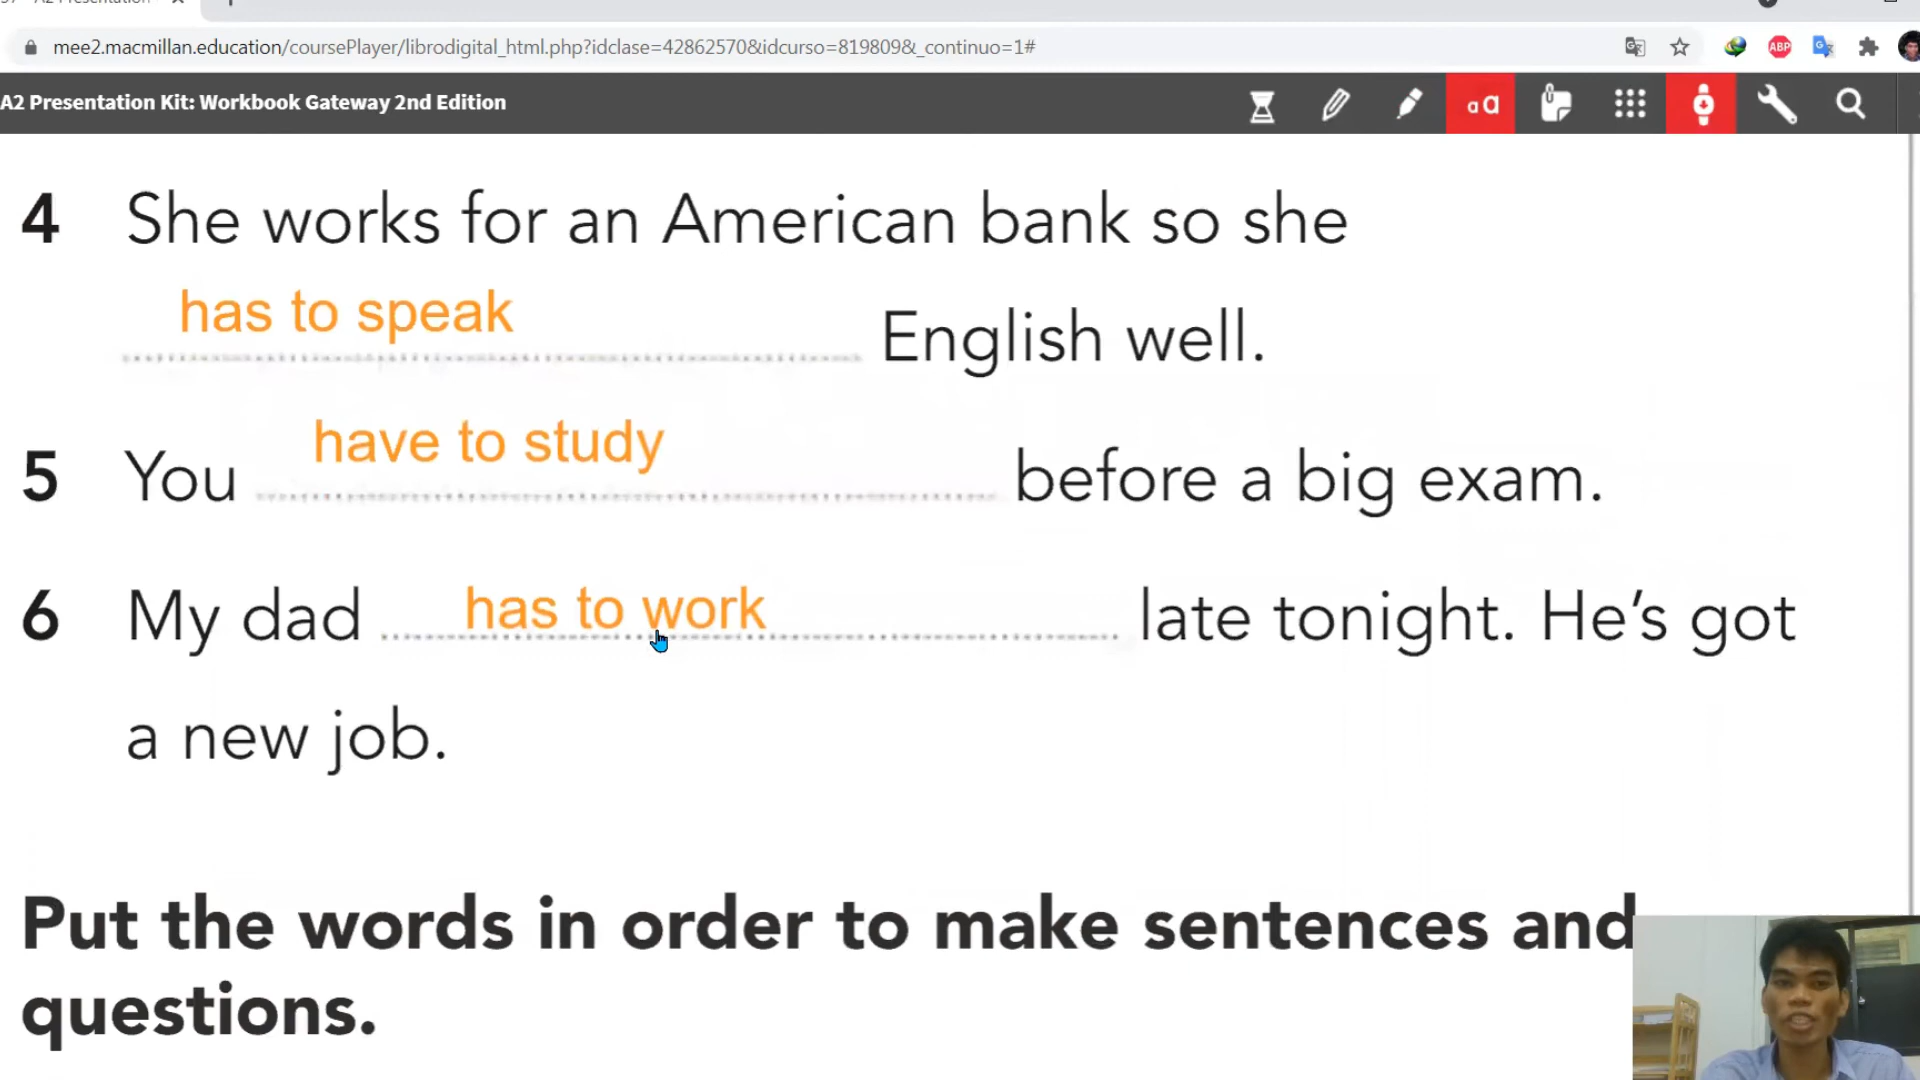 A2 Presentation
mee2.macmillan.education/coursePlayer/librodigital_html.php?idclase=42862570&idcurso=819809&_continuo=1#
ABP
A2 Presentation Kit: Workbook Gateway 2nd Edition
aa
4 She works for an American bank so she
has to speak English well.
5 You have to study before a big exam.
6 My dad has to work late tonight. He's got
a new job.
Put the words in order to make sentences and
questions.